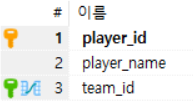 # 이름
1 player_id
2 player_name
3 team_id